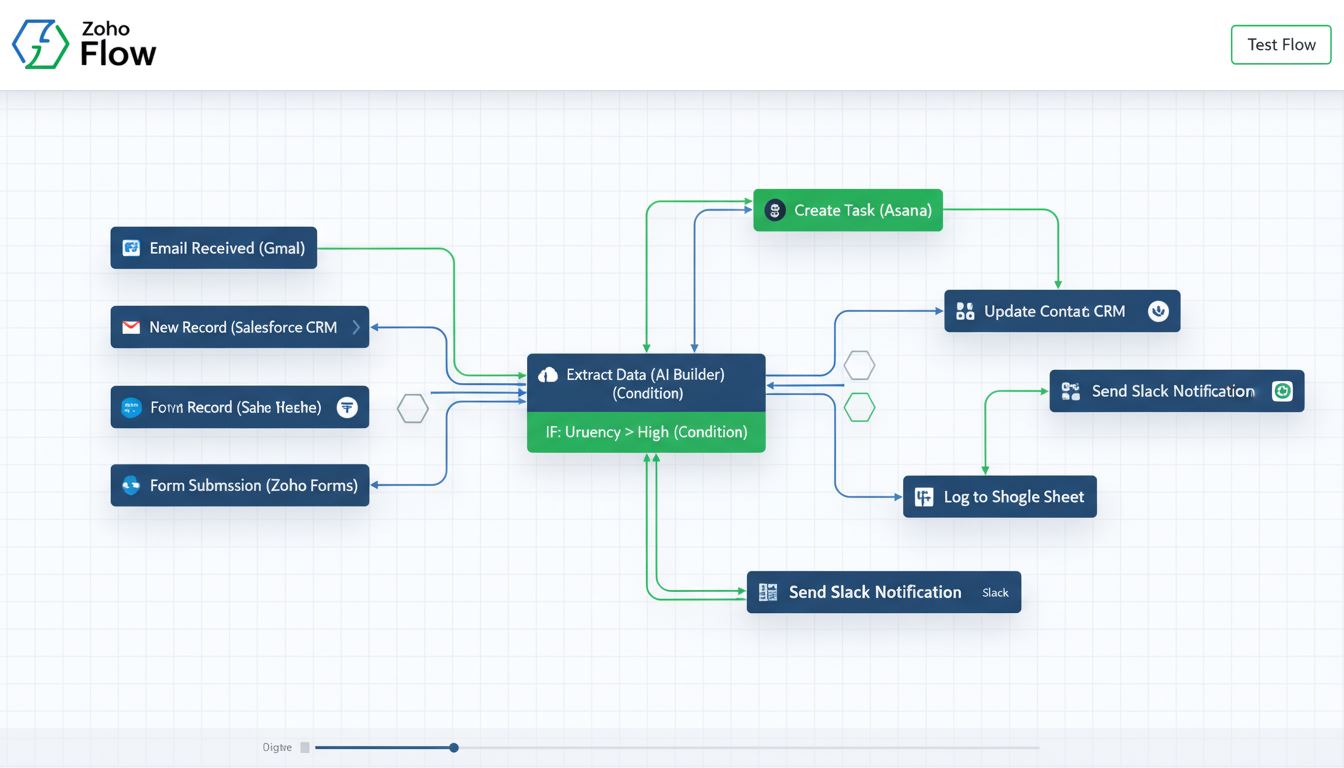 Zoho
Flow
Test Flow
Create Task (Asana)
Email Received (Gmal)
New Record (Salesforce CRM
Update Contat CRM
Extract Data (AI Builder)
(Condition)
Send Slack Notification
Form Record (Sahe
IF: Uruency > High (Condition)
Form Submssion (Zoho Forms)
Log to Shogle Sheet
Send Slack Notification
Slack